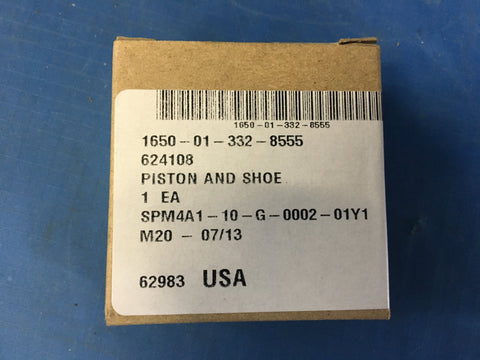 1650-01-332-8555
1650-01-332-8555
624108
PISTON AND SHOE
1 EA
SPM4A1-10-G-0002-01Y1
M20 - 07/13
62983 USA